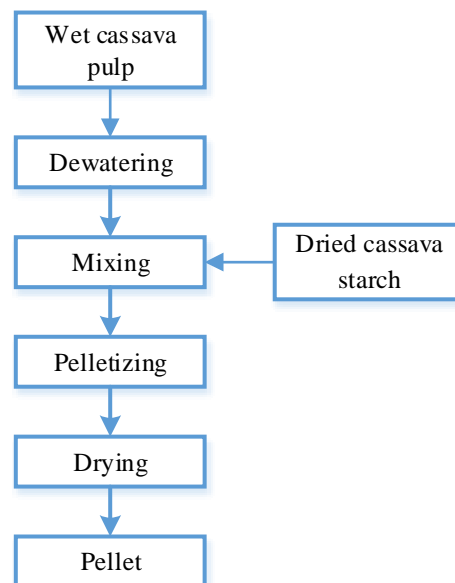 Wet cassava
pulp
Dewatering
Mixing
Dried cassava
starch
Pelletizing
Drying
Pellet